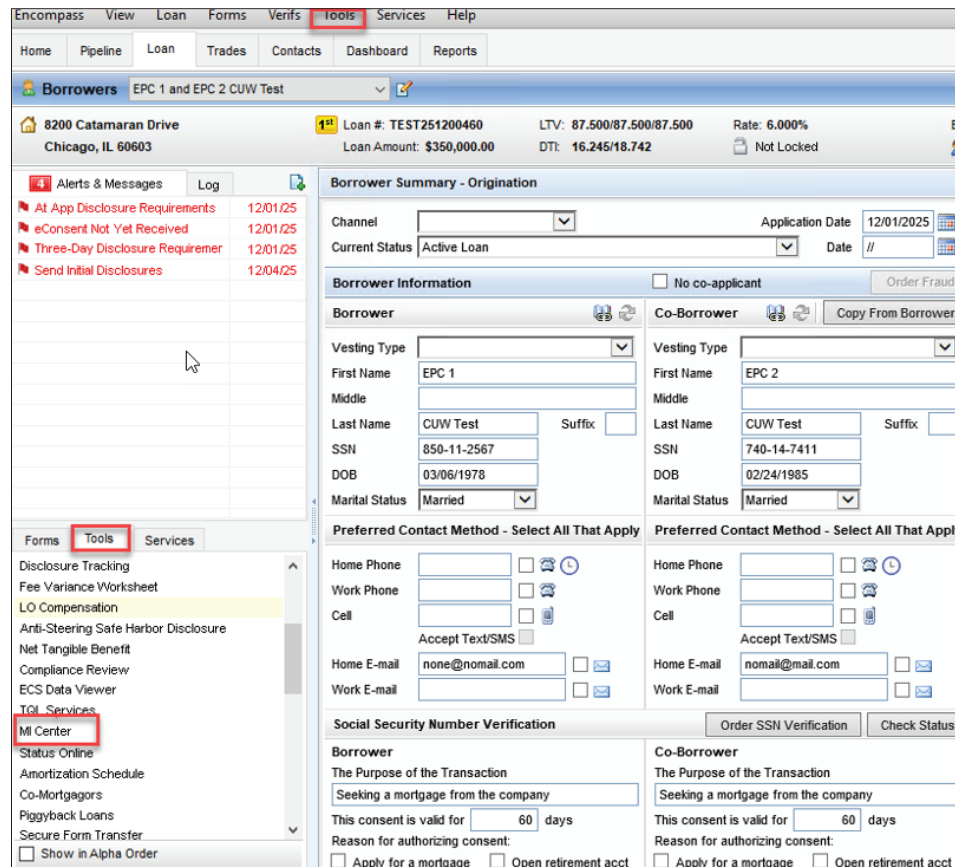 Encompass View Loan Forms Verifs Tools Services Help
Home Pipeline Loan Trades Contacts Dashboard Reports
Borrowers EPC 1 and EPC 2 CUW Test
8200 Catamaran Drive 1st Loan #: TEST251200460 LTV: 87.500/87.500/87.500 Rate: 6.000%
Chicago, IL 60603 Loan Amount: $350,000.00 DTI: 16.245/18.742 Not Locked
4 Alerts & Messages Log
At App Disclosure Requirements 12/01/25
eConsent Not Yet Received 12/01/25
Three-Day Disclosure Requiremer 12/01/25
Send Initial Disclosures 12/04/25
Forms Tools Services
Disclosure Tracking
Fee Variance Worksheet
LO Compensation
Anti-Steering Safe Harbor Disclosure
Net Tangible Benefit
Compliance Review
ECS Data Viewer
TQL Services
MI Center
Status Online
Amortization Schedule
Co-Mortgagors
Piggyback Loans
Secure Form Transfer
Show in Alpha Order
Borrower Summary - Origination
Channel Application Date 12/01/2025
Current Status Active Loan Date //
Borrower Information No co-applicant Order Fraud
Borrower Co-Borrower Copy From Borrower
Vesting Type Vesting Type
First Name EPC 1 First Name EPC 2
Middle Middle
Last Name CUW Test Suffix Last Name CUW Test Suffix
SSN 850-11-2567 SSN 740-14-7411
DOB 03/06/1978 DOB 02/24/1985
Marital Status Married Marital Status Married
Preferred Contact Method - Select All That Apply Preferred Contact Method - Select All That Appl
Home Phone Home Phone
Work Phone Work Phone
Cell Cell
Accept Text/SMS Accept Text/SMS
Home E-mail none@nomail.com Home E-mail nomail@mail.com
Work E-mail Work E-mail
Social Security Number Verification Order SSN Verification Check Status
Borrower Co-Borrower
The Purpose of the Transaction The Purpose of the Transaction
Seeking a mortgage from the company Seeking a mortgage from the company
This consent is valid for 60 days This consent is valid for 60 days
Reason for authorizing consent: Reason for authorizing consent:
Apply for a mortgage Open retirement acct Apply for a mortgage Open retirement acct